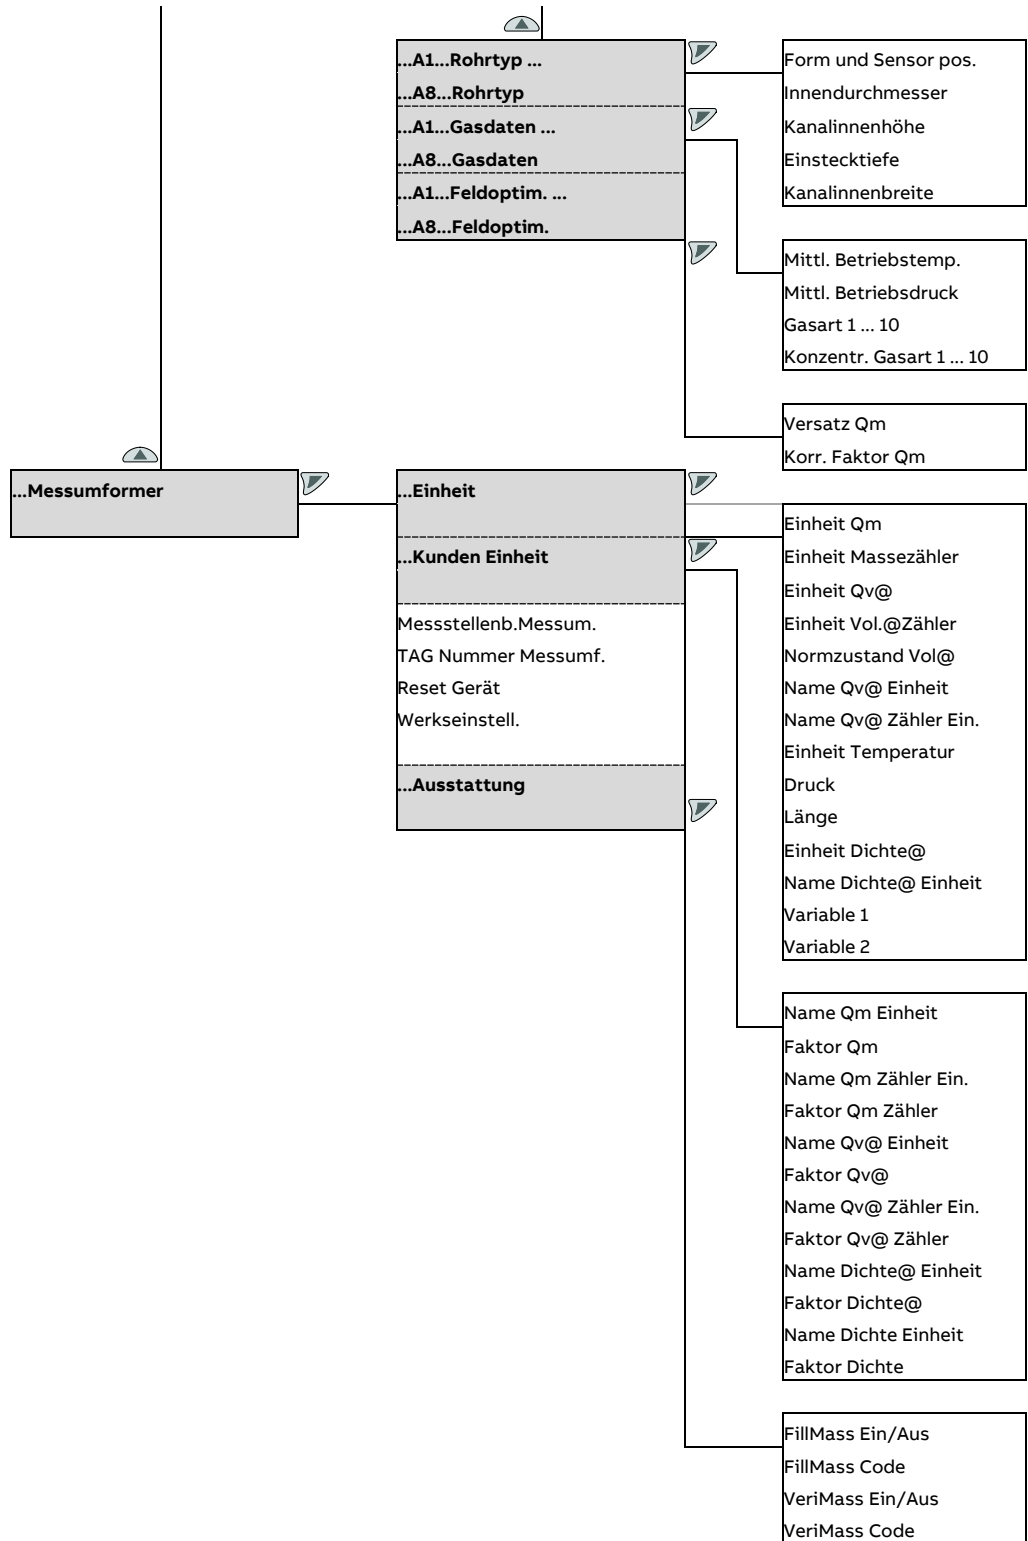 ...A1...Rohrtyp ...
...A8...Rohrtyp
...A1...Gasdaten ...
...A8...Gasdaten
...A1...Feldoptim. ...
...A8...Feldoptim.
Form und Sensor pos.
Innendurchmesser
Kanalinnenhöhe
Einstecktiefe
Kanalinnenbreite
Mittl. Betriebstemp.
Mittl. Betriebsdruck
Gasart 1 ... 10
Konzentr. Gasart 1 ... 10
Versatz Qm
Korr. Faktor Qm
...Messumformer
...Einheit
...Kunden Einheit
Messstellenb.Messum.
TAG Nummer Messumf.
Reset Gerät
Werkseinstell.
...Ausstattung
Einheit Qm
Einheit Massezähler
Einheit Qv@
Einheit Vol.@Zähler
Normzustand Vol@
Name Qv@ Einheit
Name Qv@ Zähler Ein.
Einheit Temperatur
Druck
Länge
Einheit Dichte@
Name Dichte@ Einheit
Variable 1
Variable 2
Name Qm Einheit
Faktor Qm
Name Qm Zähler Ein.
Faktor Qm Zähler
Name Qv@ Einheit
Faktor Qv@
Name Qv@ Zähler Ein.
Faktor Qv@ Zähler
Name Dichte@ Einheit
Faktor Dichte@
Name Dichte Einheit
Faktor Dichte
FillMass Ein/Aus
FillMass Code
VeriMass Ein/Aus
VeriMass Code